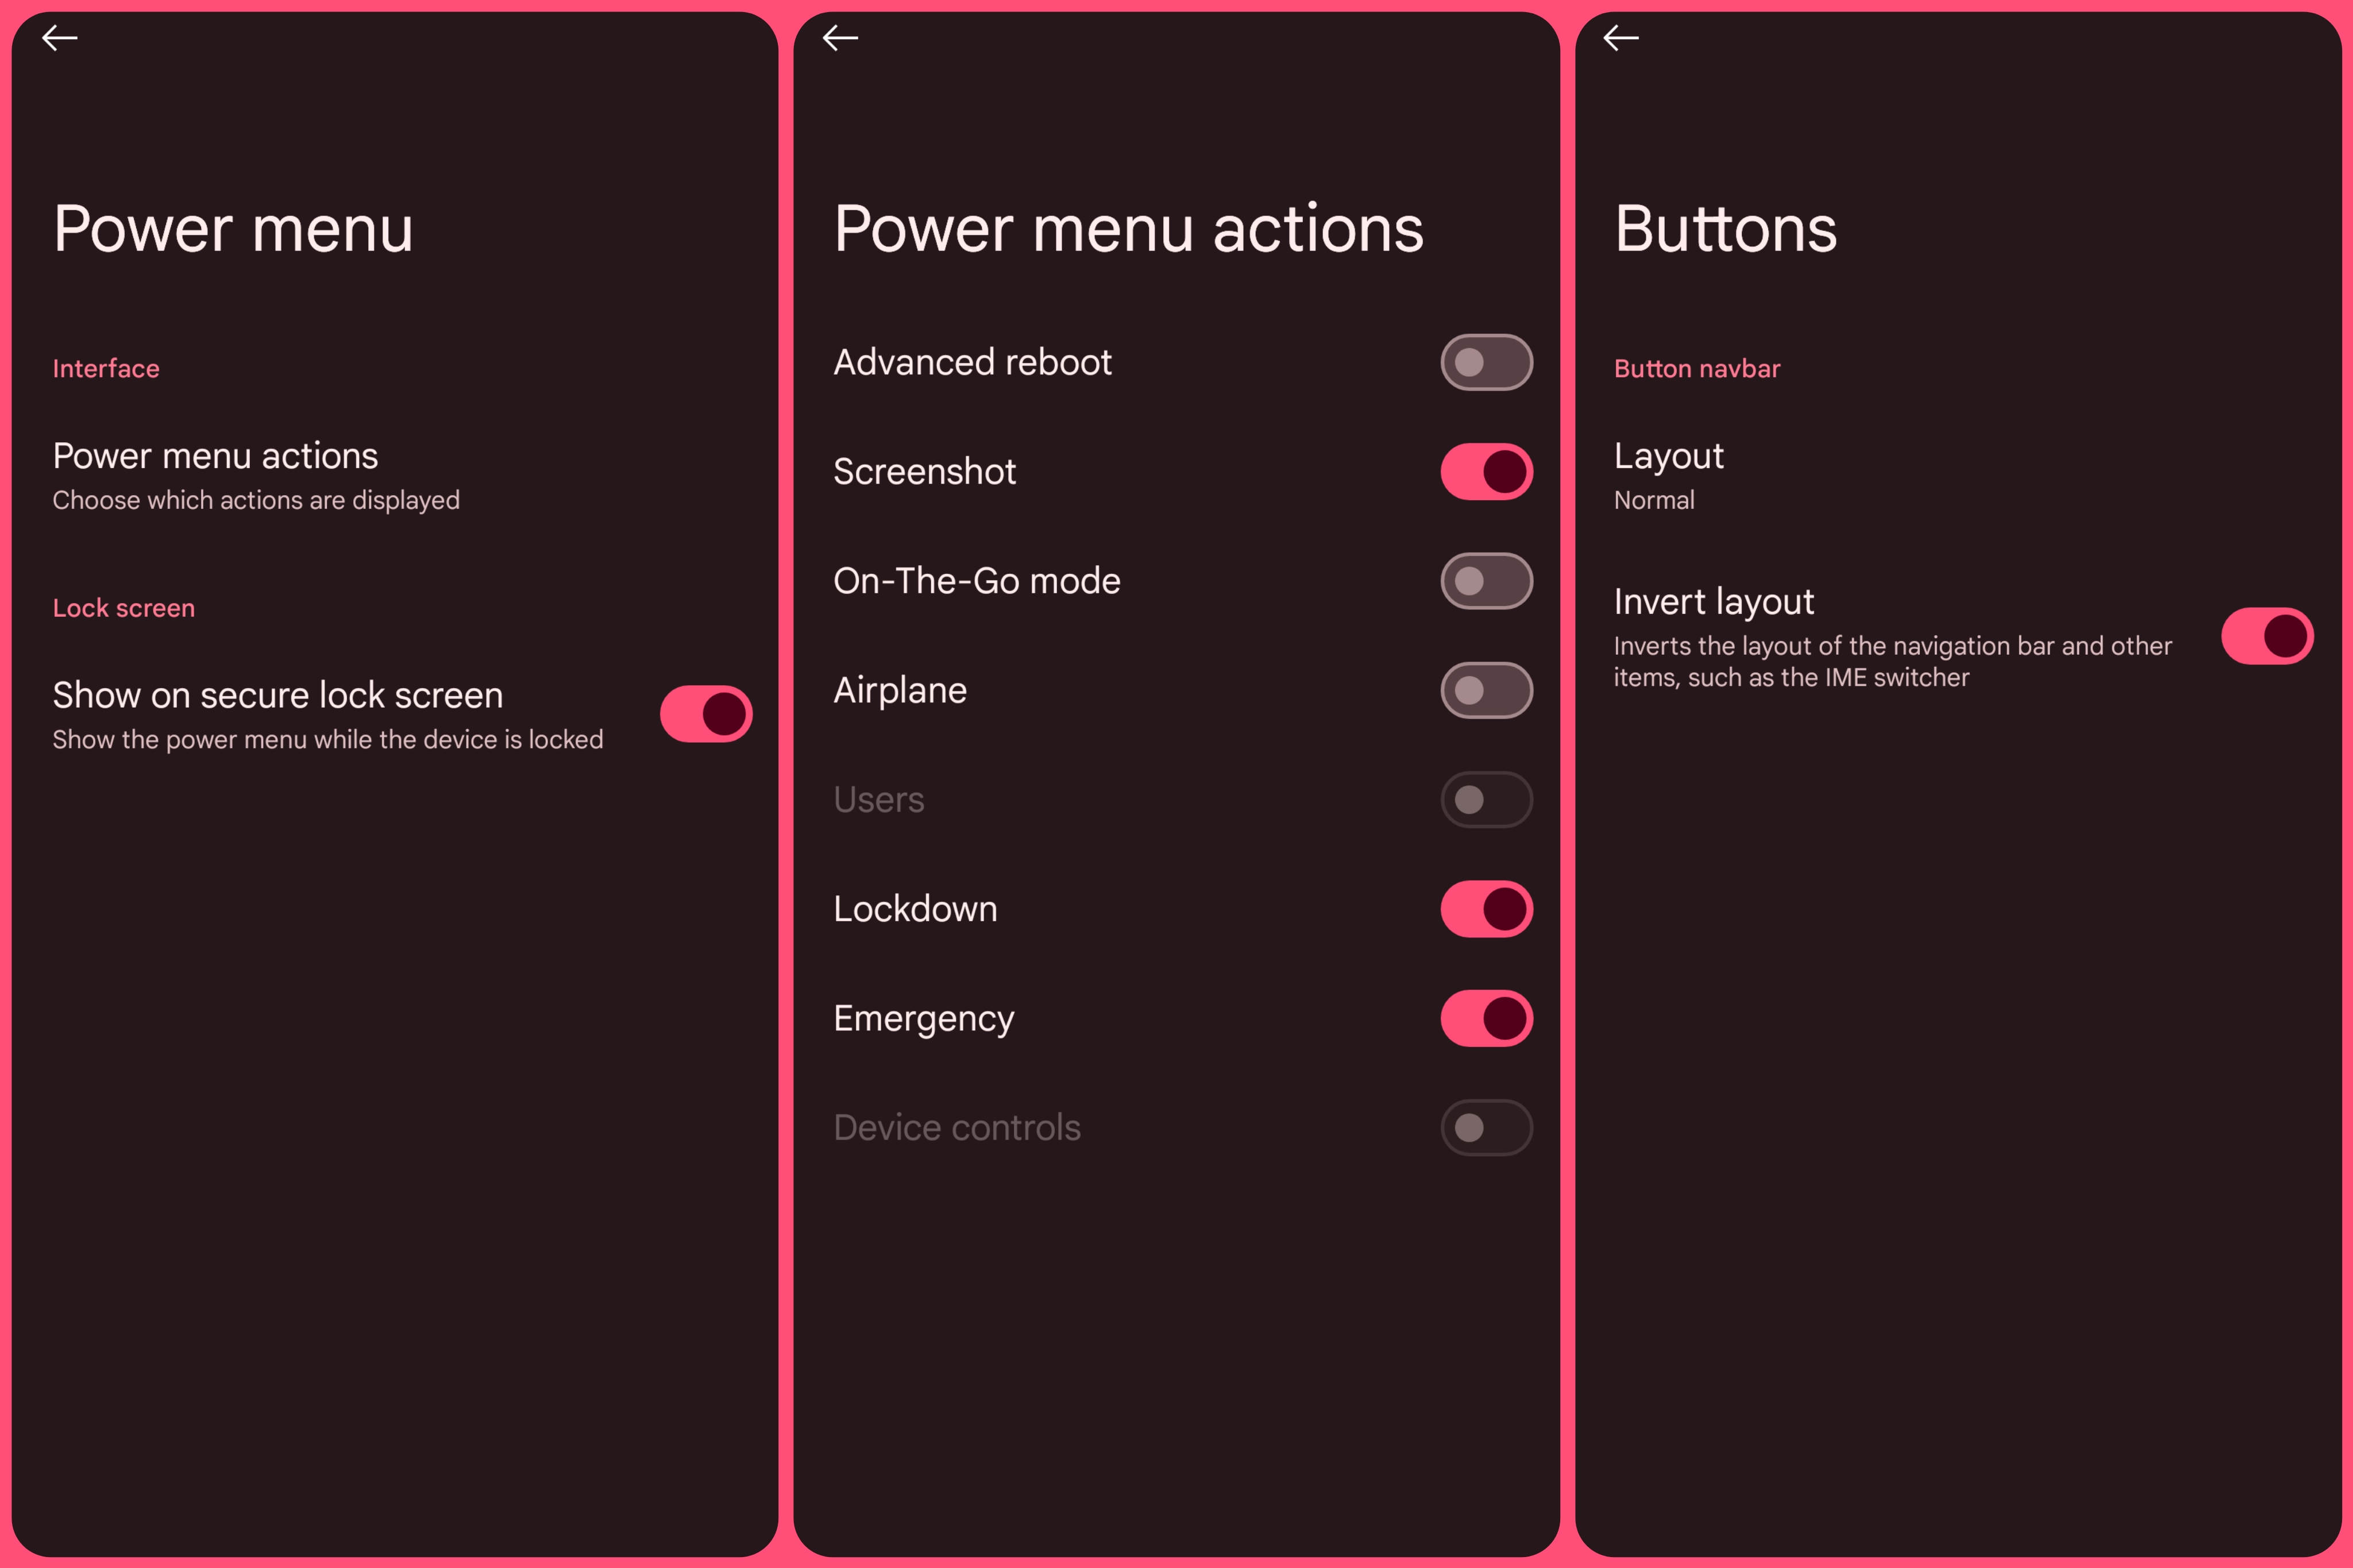 Power menu
Interface
Power menu actions
Choose which actions are displayed
Lock screen
Show on secure lock screen
Show the power menu while the device is locked
Power menu actions
Advanced reboot
Screenshot
On-The-Go mode
Airplane
Users
Lockdown
Emergency
Device controls
Buttons
Button navbar
Layout
Normal
Invert layout
Inverts the layout of the navigation bar and other
items, such as the IME switcher